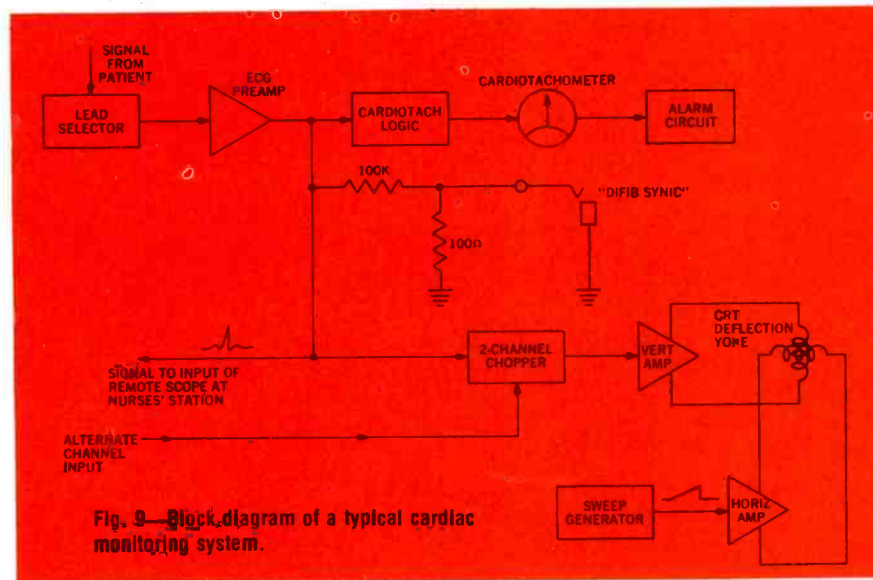 SIGNAL
FROM
PATIENT
LEAD
SELECTOR
ECG
PREAMP
CARDIOTACH
LOGIC
CARDIOTACHOMETER
ALARM
CIRCUIT
100K
100Ω
"DIFIB SYNIC"
SIGNAL TO INPUT OF
REMOTE SCOPE AT
NURSES' STATION
2-CHANNEL
CHOPPER
VERT
AMP
CRT
DEFLECTION
YOKE
ALTERNATE
CHANNEL
INPUT
SWEEP
GENERATOR
HORIZ
AMP
Fig. 9—Block diagram of a typical cardiac
monitoring system.